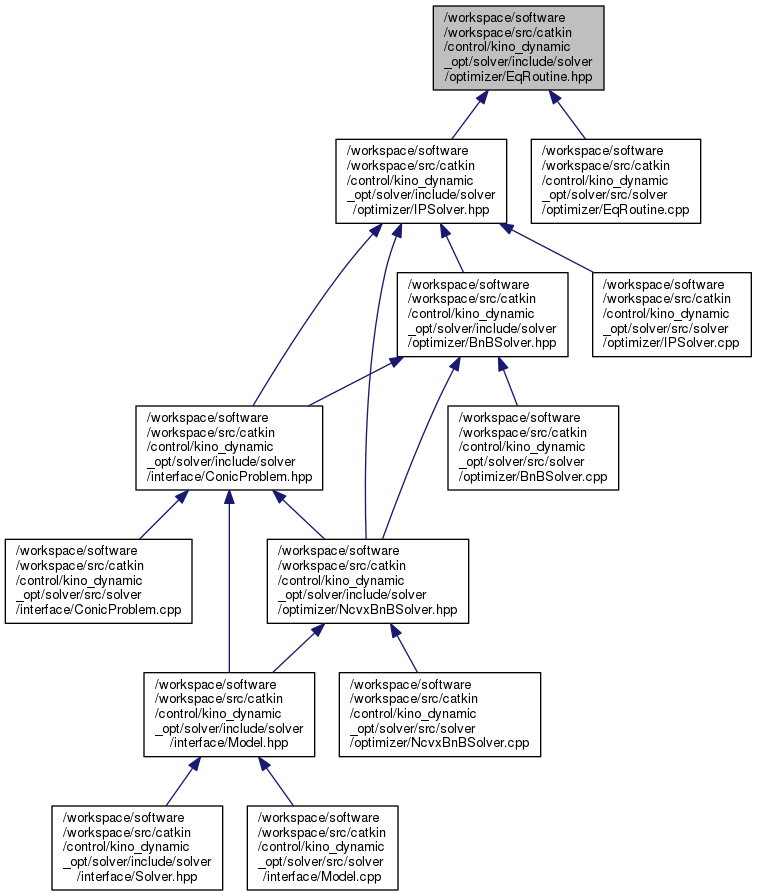 /workspace/software
/workspace/src/catkin
/control/kino_dynamic
_opt/solver/include/solver
/optimizer/EqRoutine.hpp
/workspace/software
/workspace/src/catkin
/control/kino_dynamic
_opt/solver/include/solver
/optimizer/IPSolver.hpp
/workspace/software
/workspace/src/catkin
/control/kino_dynamic
_opt/solver/src/solver
/optimizer/EqRoutine.cpp
/workspace/software
/workspace/src/catkin
/control/kino_dynamic
_opt/solver/include/solver
/optimizer/BnBSolver.hpp
/workspace/software
/workspace/src/catkin
/control/kino_dynamic
_opt/solver/src/solver
/optimizer/IPSolver.cpp
/workspace/software
/workspace/src/catkin
/control/kino_dynamic
_opt/solver/include/solver
/interface/ConicProblem.hpp
/workspace/software
/workspace/src/catkin
/control/kino_dynamic
_opt/solver/src/solver
/optimizer/BnBSolver.cpp
/workspace/software
/workspace/src/catkin
/control/kino_dynamic
_opt/solver/src/solver
/interface/ConicProblem.cpp
/workspace/software
/workspace/src/catkin
/control/kino_dynamic
_opt/solver/include/solver
/optimizer/NcvxBnBSolver.hpp
/workspace/software
/workspace/src/catkin
/control/kino_dynamic
_opt/solver/include/solver
/interface/Model.hpp
/workspace/software
/workspace/src/catkin
/control/kino_dynamic
_opt/solver/src/solver
/optimizer/NcvxBnBSolver.cpp
/workspace/software
/workspace/src/catkin
/control/kino_dynamic
_opt/solver/include/solver
/interface/Solver.hpp
/workspace/software
/workspace/src/catkin
/control/kino_dynamic
_opt/solver/src/solver
/interface/Model.cpp